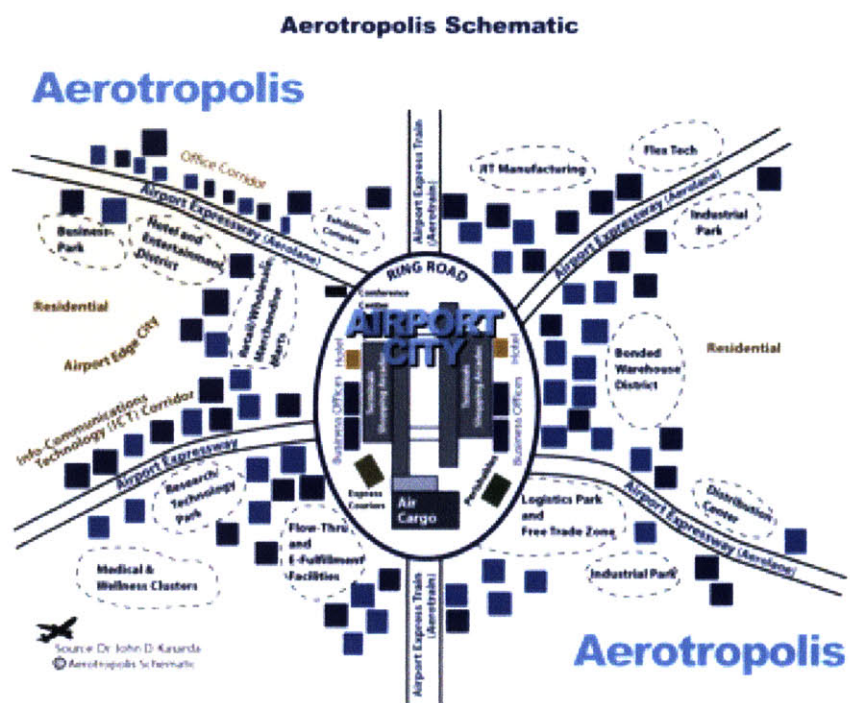 Aerotropolis Schematic
Aerotropolis
Airport Express Train
(Aerotrain)
Office Corridor
Airport Expressway (Aerolane)
Business
Park
Hotel and
Entertainment
District
Exhibition
Complex
JIT Manufacturing
Flex Tech
Airport Expressway (Aerolane)
Industrial
Park
RING ROAD
Conference
Center
AIRPORT
CITY
Residential
Airport Edge City
Retail/Wholesale
Merchandise
Marts
Hotel
Business Offices
Terminals
Shopping Arcades
Terminals
Shopping Arcades
Hotel
Business Offices
Bonded
Warehouse
District
Residential
Info-Communications
Technology (ICT) Corridor
Airport Expressway
Research/
Technology
Park
Medical &
Wellness Clusters
Flow-Thru
and
E-Fulfillment
Facilities
Express
Couriers
Air
Cargo
Perishables
Logistics Park
and
Free Trade Zone
Airport Expressway (Aerolane)
Distribution
Center
Industrial Park
Airport Express Train
(Aerotrain)
Source: Dr. John D. Kasarda
© Aerotropolis Schematic
Aerotropolis